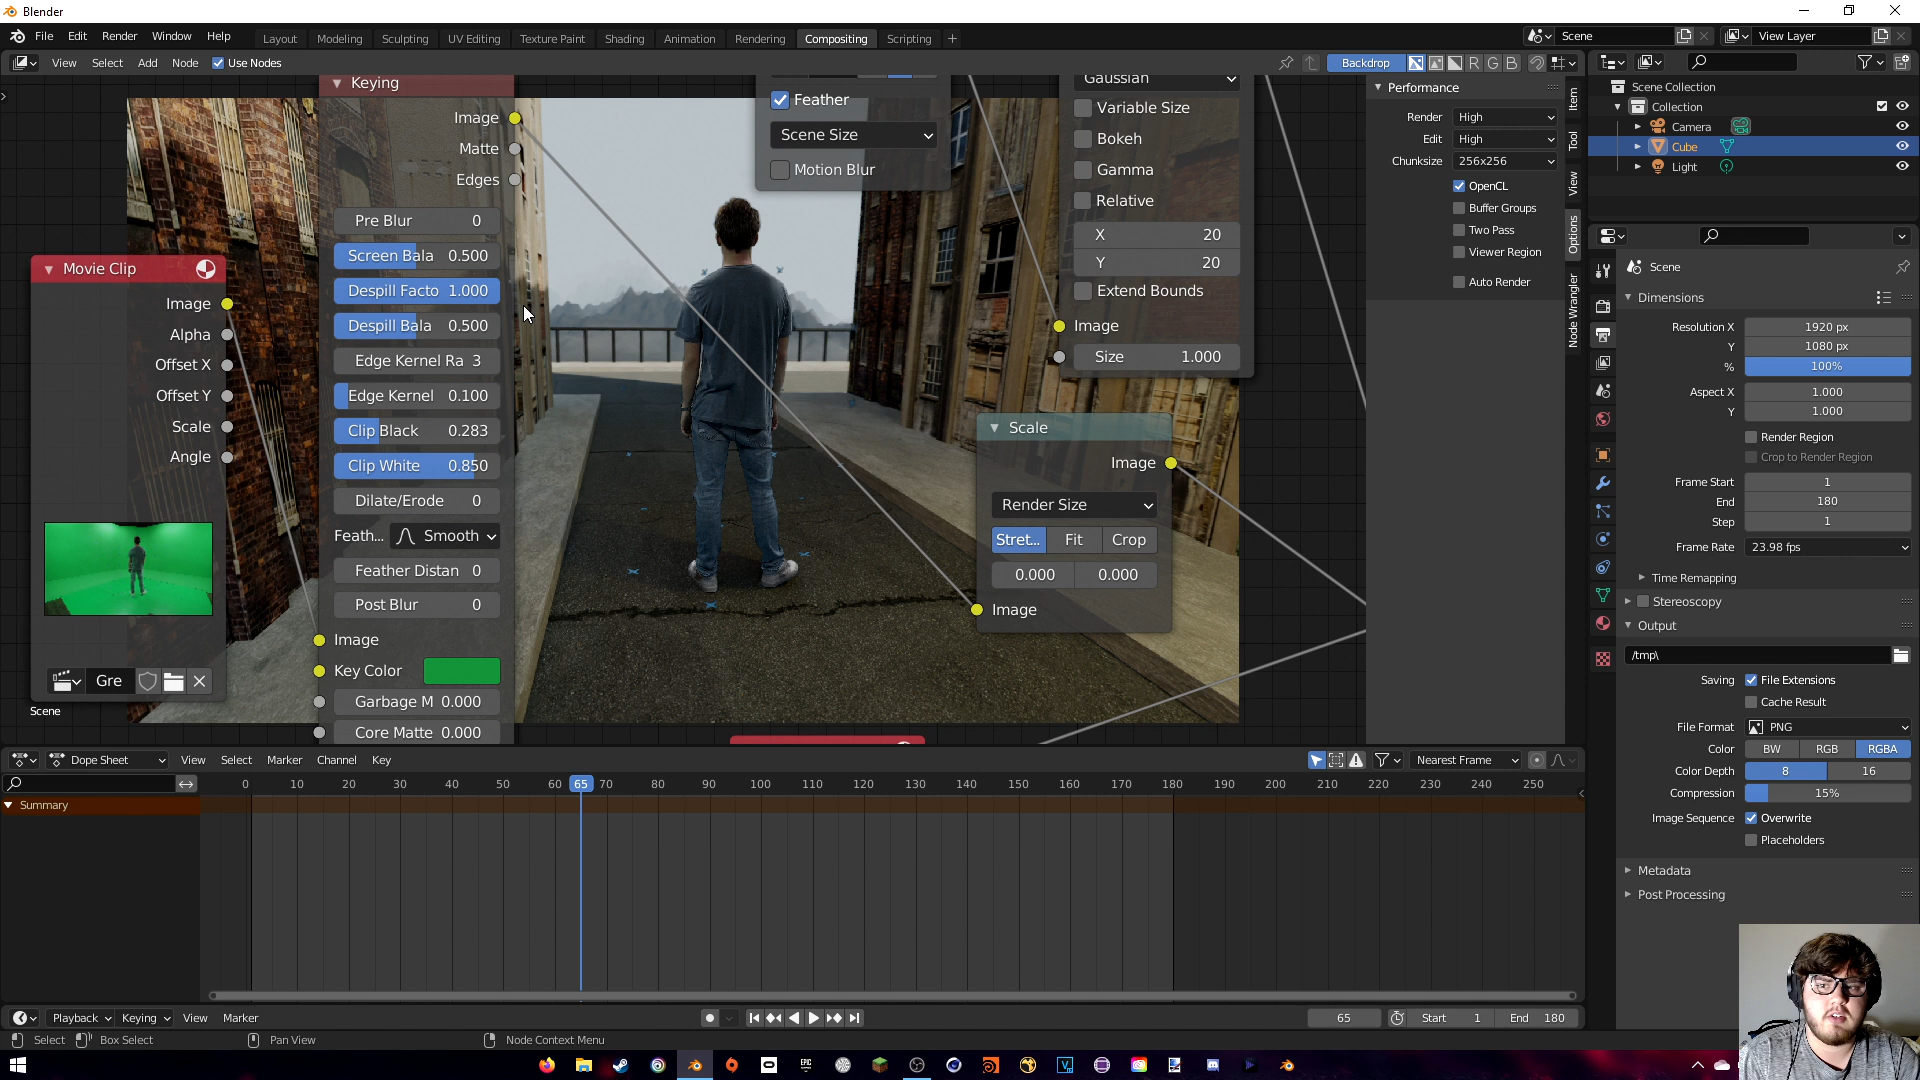 Blender
File Edit Render Window Help Layout Modeling Sculpting UV Editing Texture Paint Shading Animation Rendering Compositing Scripting + Scene View Layer
View Select Add Node Use Nodes Backdrop R G B
Keying
Image
Matte
Edges
Pre Blur 0
Screen Bala 0.500
Despill Facto 1.000
Despill Bala 0.500
Edge Kernel Ra 3
Edge Kernel 0.100
Clip Black 0.283
Clip White 0.850
Dilate/Erode 0
Feath... Smooth
Feather Distan 0
Post Blur 0
Image
Key Color
Garbage M 0.000
Core Matte 0.000
Movie Clip
Image
Alpha
Offset X
Offset Y
Scale
Angle
Gre
Scene
Feather
Scene Size
Motion Blur
Gaussian
Variable Size
Bokeh
Gamma
Relative
X 20
Y 20
Extend Bounds
Image
Size 1.000
Scale
Image
Render Size
Stret... Fit Crop
0.000 0.000
Image
Performance
Render High
Edit High
Chunksize 256x256
OpenCL
Buffer Groups
Two Pass
Viewer Region
Auto Render
Item
Tool
View
Options
Node Wrangler
Scene Collection
Collection
Camera
Cube
Light
Scene
Dimensions
Resolution X 1920 px
Y 1080 px
% 100%
Aspect X 1.000
Y 1.000
Render Region
Crop to Render Region
Frame Start 1
End 180
Step 1
Frame Rate 23.98 fps
Time Remapping
Stereoscopy
Output
/tmp\
Saving File Extensions
Cache Result
File Format PNG
Color BW RGB RGBA
Color Depth 8 16
Compression 15%
Image Sequence Overwrite
Placeholders
Metadata
Post Processing
Dope Sheet View Select Marker Channel Key Nearest Frame
0 10 20 30 40 50 60 65 70 80 90 100 110 120 130 140 150 160 170 180 190 200 210 220 230 240 250
Summary
Playback Keying View Marker 65 Start 1 End 180
Select Box Select Pan View Node Context Menu